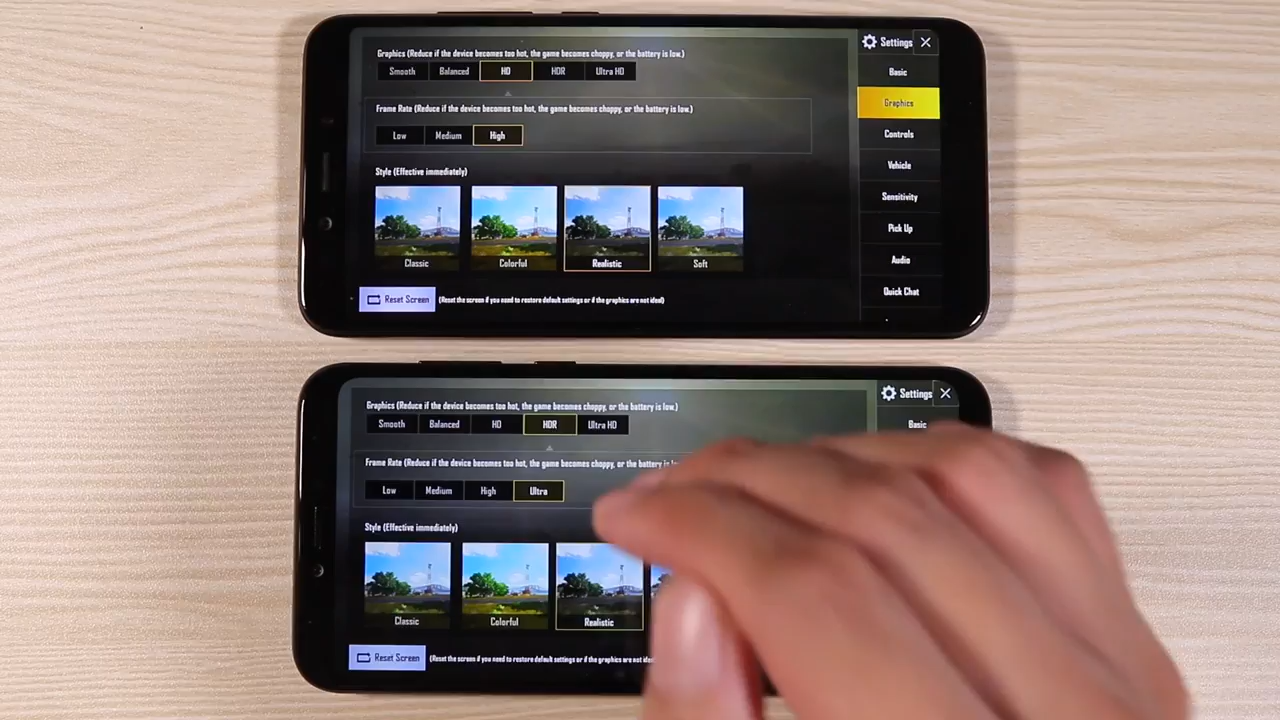 Graphics (Reduce if the device becomes too hot, the game becomes choppy, or the battery is low.)
Smooth Balanced HD HDR Ultra HD
Frame Rate (Reduce if the device becomes too hot, the game becomes choppy, or the battery is low.)
Low Medium High
Style (Effective immediately)
Classic Colorful Realistic Soft
Reset Screen (Reset the screen if you need to restore default settings or if the graphics are not ideal)
Settings
Basic
Graphics
Controls
Vehicle
Sensitivity
Pick Up
Audio
Quick Chat
Graphics (Reduce if the device becomes too hot, the game becomes choppy, or the battery is low.)
Smooth Balanced HD HDR Ultra HD
Frame Rate (Reduce if the device becomes too hot, the game becomes choppy, or the battery is
Low Medium High Ultra
Style (Effective immediately)
Classic Colorful Realistic
Reset Screen (Reset the screen if you need to restore default settings or if the graphics are not
Settings
Basic